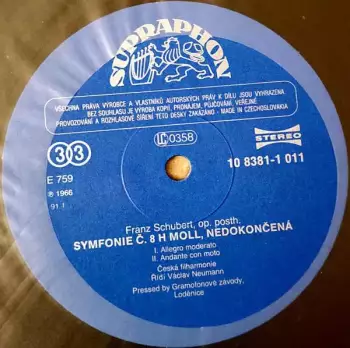 SUPRAPHON
VŠECHNA PRÁVA VÝROBCE A VLASTNÍKŮ AUTORSKÝCH PRÁV K DÍLU JSOU VYHRAZENA.
BEZ SOUHLASU JE VÝROBA KOPIÍ, PRONÁJEM, PŮJČOVÁNÍ, VEŘEJNÉ
PROVOZOVÁNÍ A ROZHLASOVÉ ŠÍŘENÍ TÉTO DESKY ZAKÁZÁNO - MADE IN CZECHOSLOVAKIA
33
LC 0358
STEREO
E 759
10 8381-1 011
℗ 1966
91 1
Franz Schubert, op. posth.
SYMFONIE Č. 8 H MOLL, NEDOKONČENÁ
I. Allegro moderato
II. Andante con moto
Česká filharmonie
Řídí Václav Neumann
Pressed by Gramofonové závody,
Loděnice